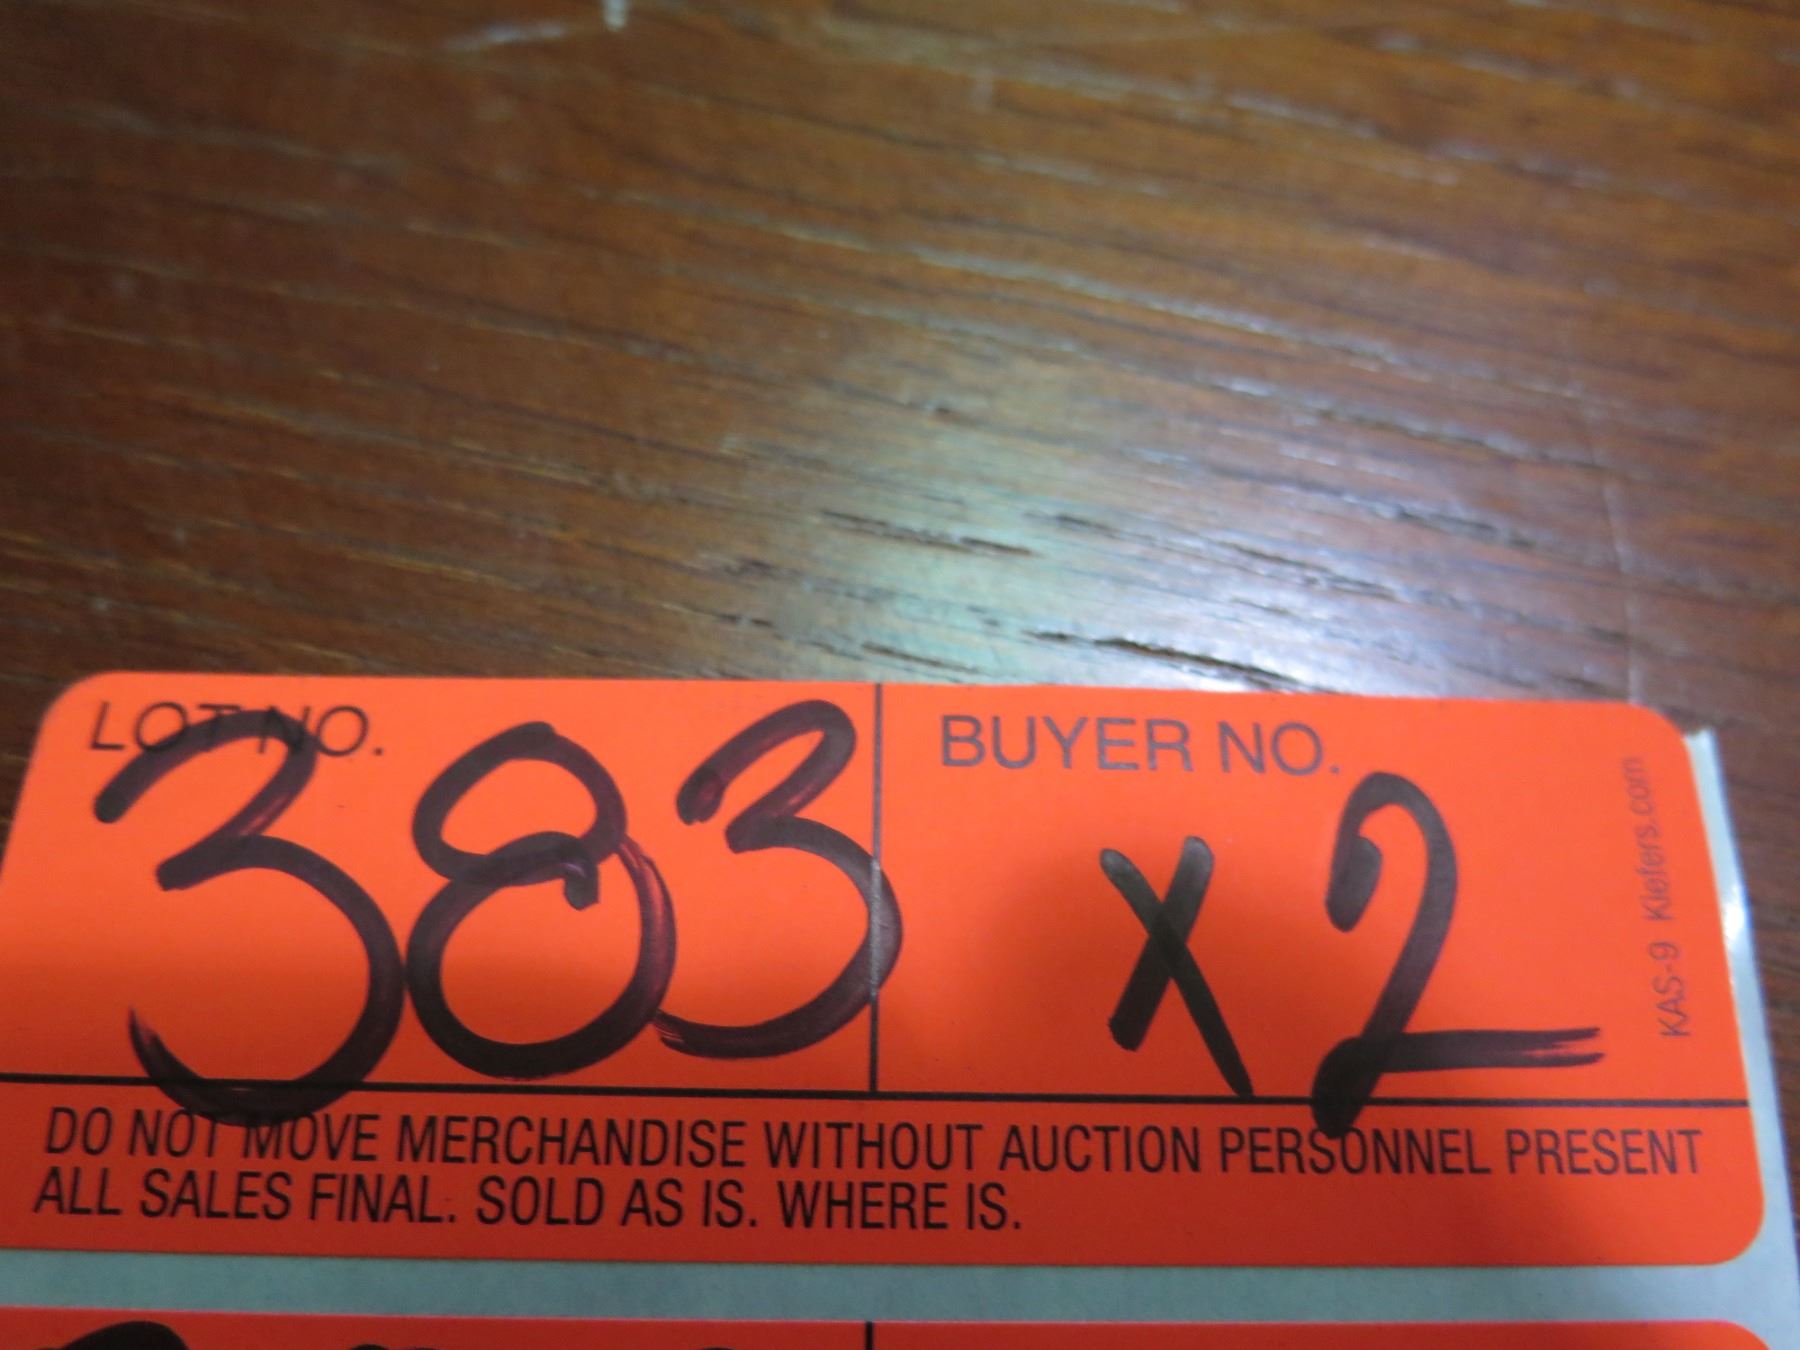 LOT NO. 383
BUYER NO. x2
KAS-9 Kiefers.com
DO NOT MOVE MERCHANDISE WITHOUT AUCTION PERSONNEL PRESENT
ALL SALES FINAL. SOLD AS IS. WHERE IS.